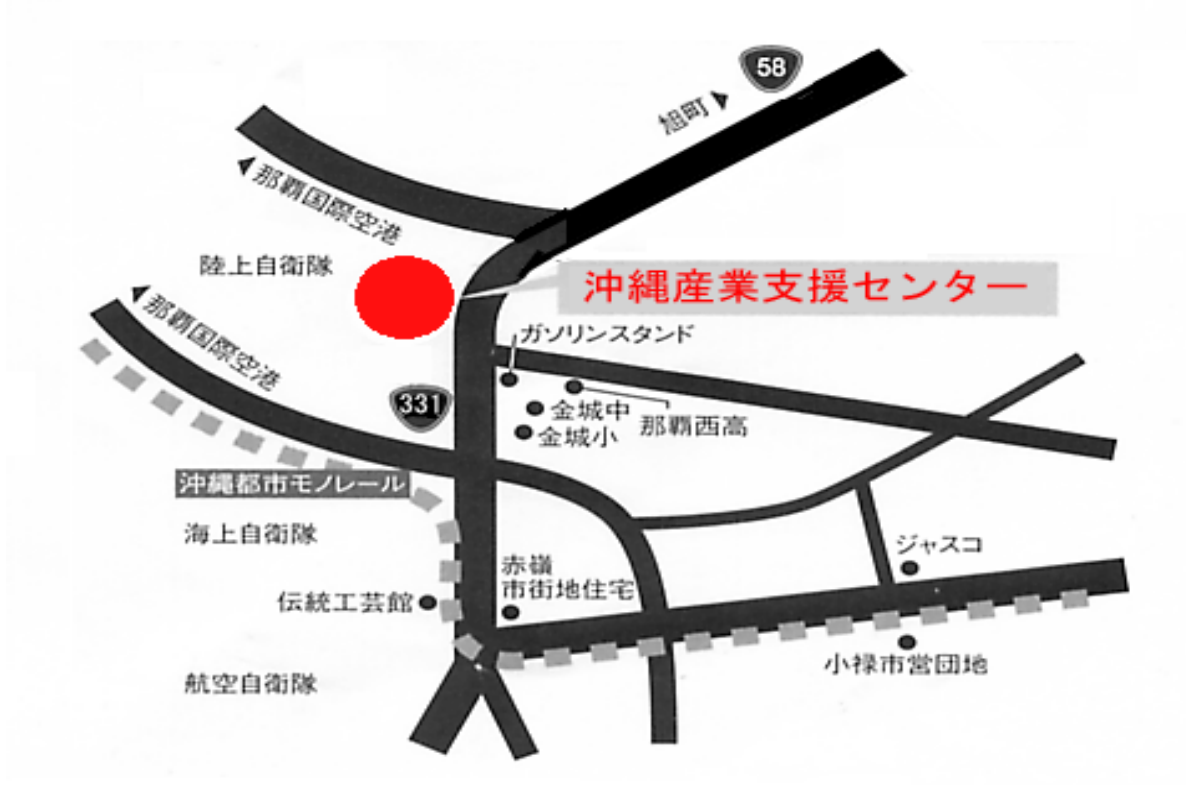 58
旭町
那覇国際空港
陸上自衛隊
沖縄産業支援センター
那覇国際空港
ガソリンスタンド
331
金城中
金城小
那覇西高
沖縄都市モノレール
海上自衛隊
ジャスコ
赤嶺
市街地住宅
伝統工芸館
小禄市営団地
航空自衛隊